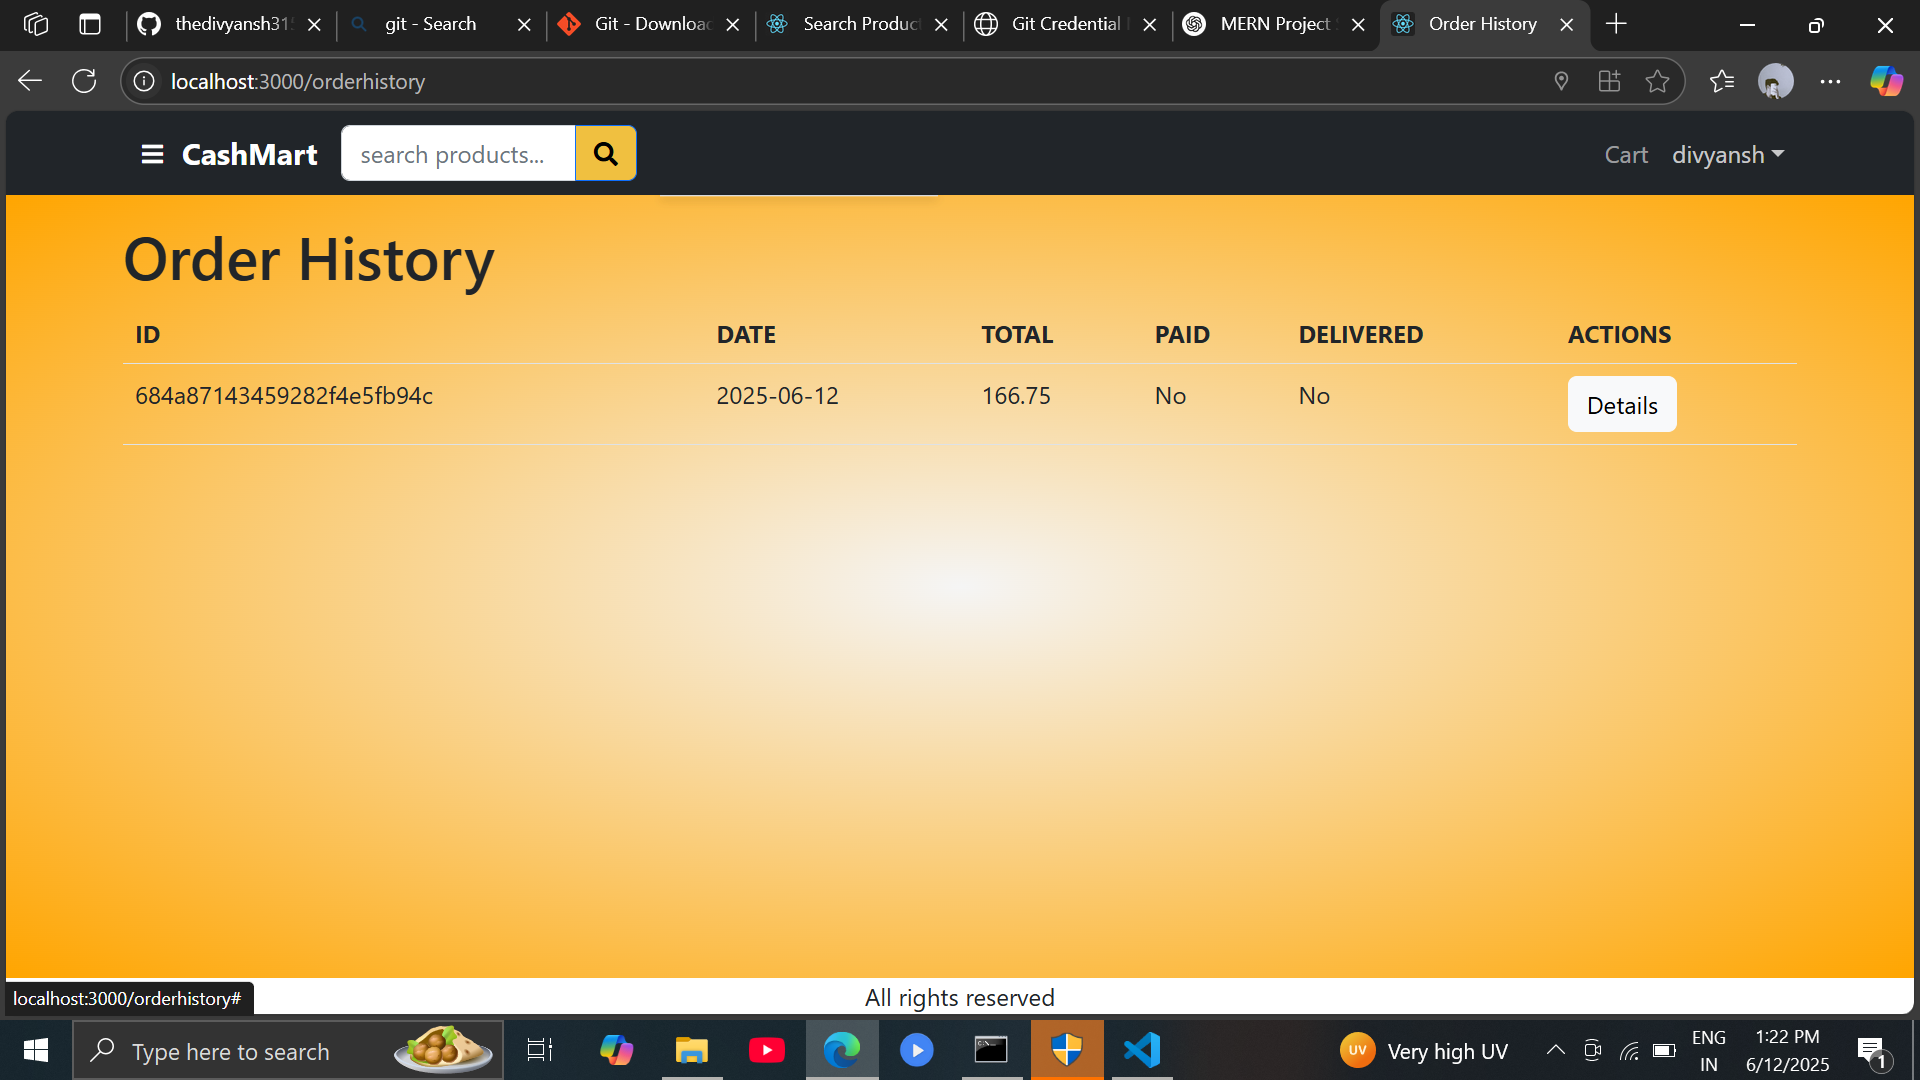 thedivyansh31
git - Search
Git - Downloac
Search Product
Git Credential
MERN Project
Order History
localhost:3000/orderhistory
CashMart
search products...
Cart
divyansh
Order History
ID DATE TOTAL PAID DELIVERED ACTIONS
684a87143459282f4e5fb94c 2025-06-12 166.75 No No Details
All rights reserved
localhost:3000/orderhistory#
Type here to search
UV
Very high UV
ENG
IN
1:22 PM
6/12/2025
1